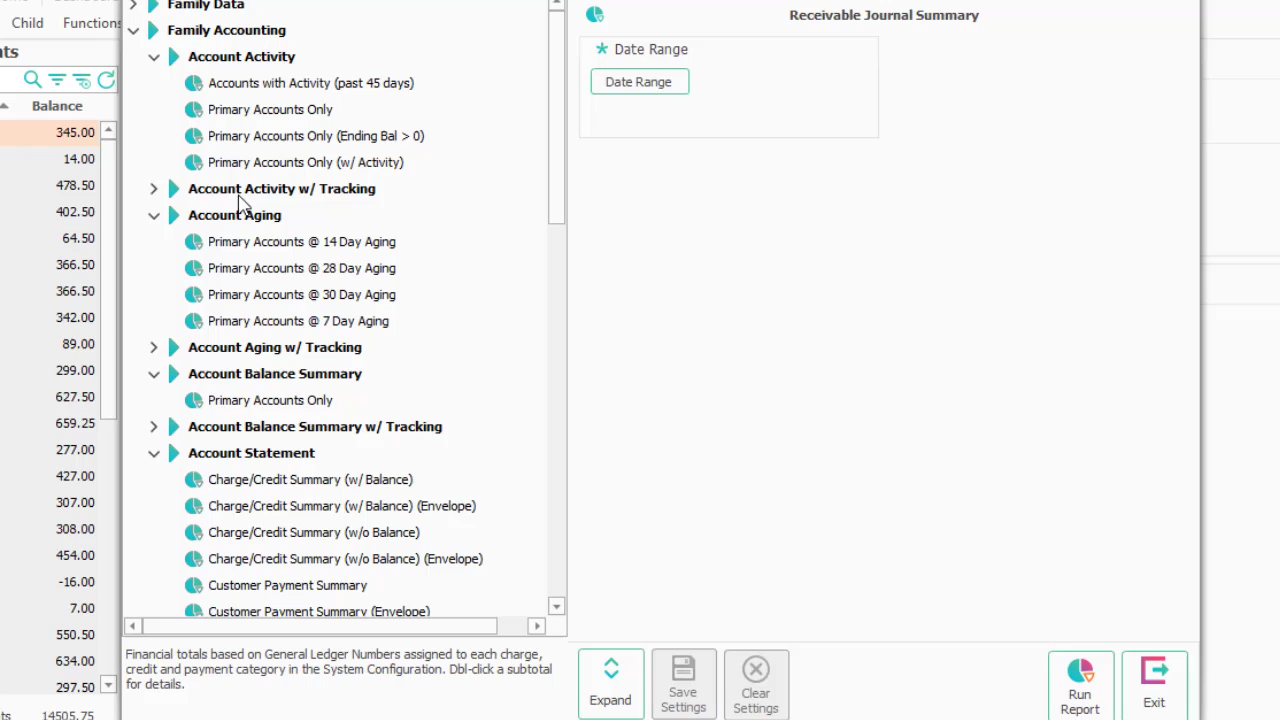 Child
Functions
Balance
345.00
14.00
478.50
402.50
64.50
366.50
366.50
342.00
89.00
299.00
627.50
659.25
277.00
427.00
307.00
308.00
454.00
-16.00
7.00
550.50
634.00
297.50
14505.75
Family Data
Family Accounting
Account Activity
Accounts with Activity (past 45 days)
Primary Accounts Only
Primary Accounts Only (Ending Bal > 0)
Primary Accounts Only (w/ Activity)
Account Activity w/ Tracking
Account Aging
Primary Accounts @ 14 Day Aging
Primary Accounts @ 28 Day Aging
Primary Accounts @ 30 Day Aging
Primary Accounts @ 7 Day Aging
Account Aging w/ Tracking
Account Balance Summary
Primary Accounts Only
Account Balance Summary w/ Tracking
Account Statement
Charge/Credit Summary (w/ Balance)
Charge/Credit Summary (w/ Balance) (Envelope)
Charge/Credit Summary (w/o Balance)
Charge/Credit Summary (w/o Balance) (Envelope)
Customer Payment Summary
Customer Payment Summary (Envelope)
Financial totals based on General Ledger Numbers assigned to each charge,
credit and payment category in the System Configuration. Dbl-click a subtotal
for details.
Receivable Journal Summary
* Date Range
Date Range
Expand
Save
Settings
Clear
Settings
Run
Report
Exit